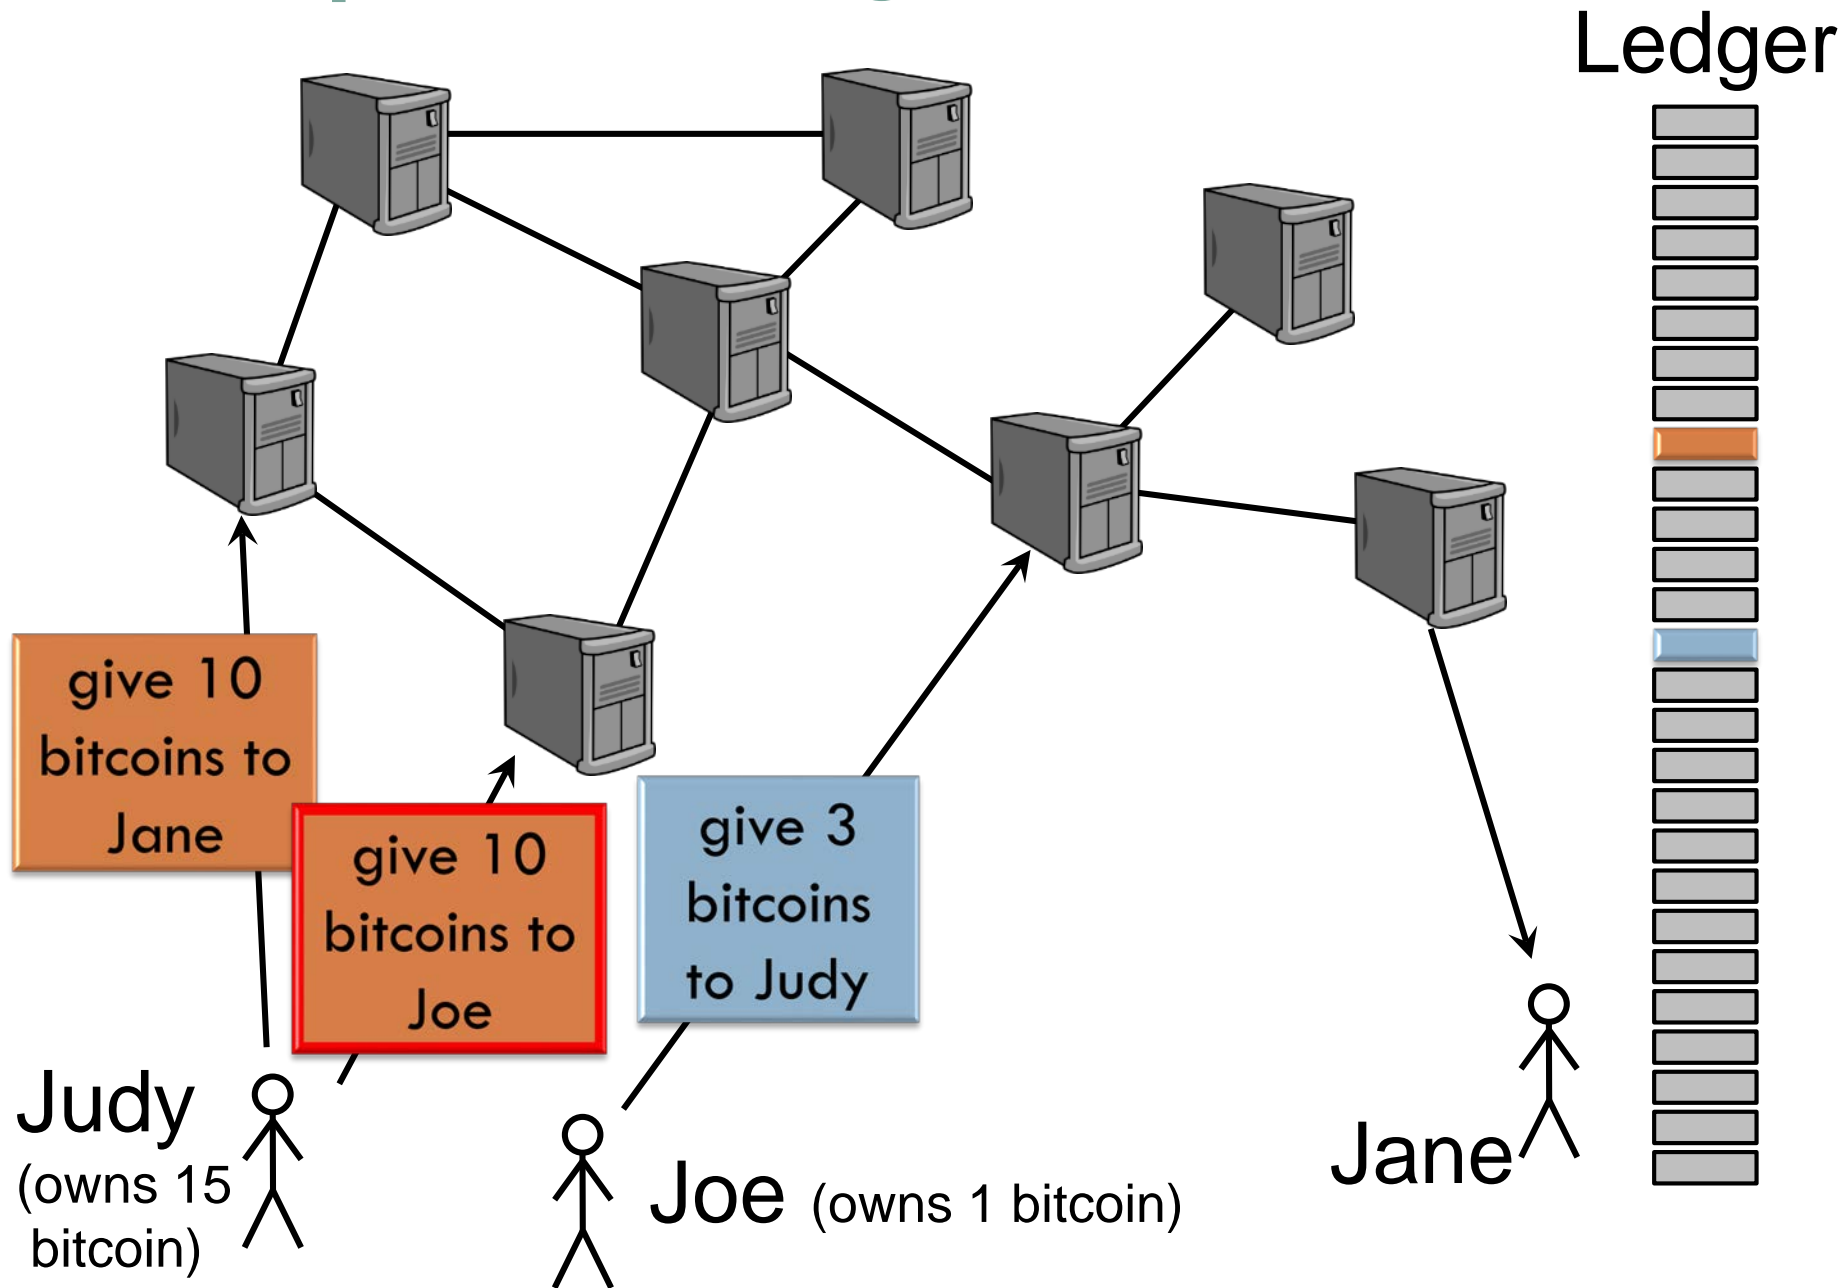 Ledger
give 10
bitcoins to
Jane
give 10
bitcoins to
Joe
give 3
bitcoins
to Judy
Judy
(owns 15
bitcoin)
Joe (owns 1 bitcoin)
Jane